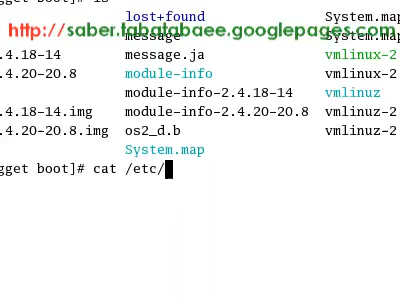 lost+found System.map
http://saber.tabatabaee.googlepages.com
message System.map
.4.18-14 message.ja vmlinux-2
.4.20-20.8 module-info vmlinux-2
module-info-2.4.18-14 vmlinuz
.4.18-14.img module-info-2.4.20-20.8 vmlinuz-2
.4.20-20.8.img os2_d.b vmlinuz-2
System.map
gget boot]# cat /etc/